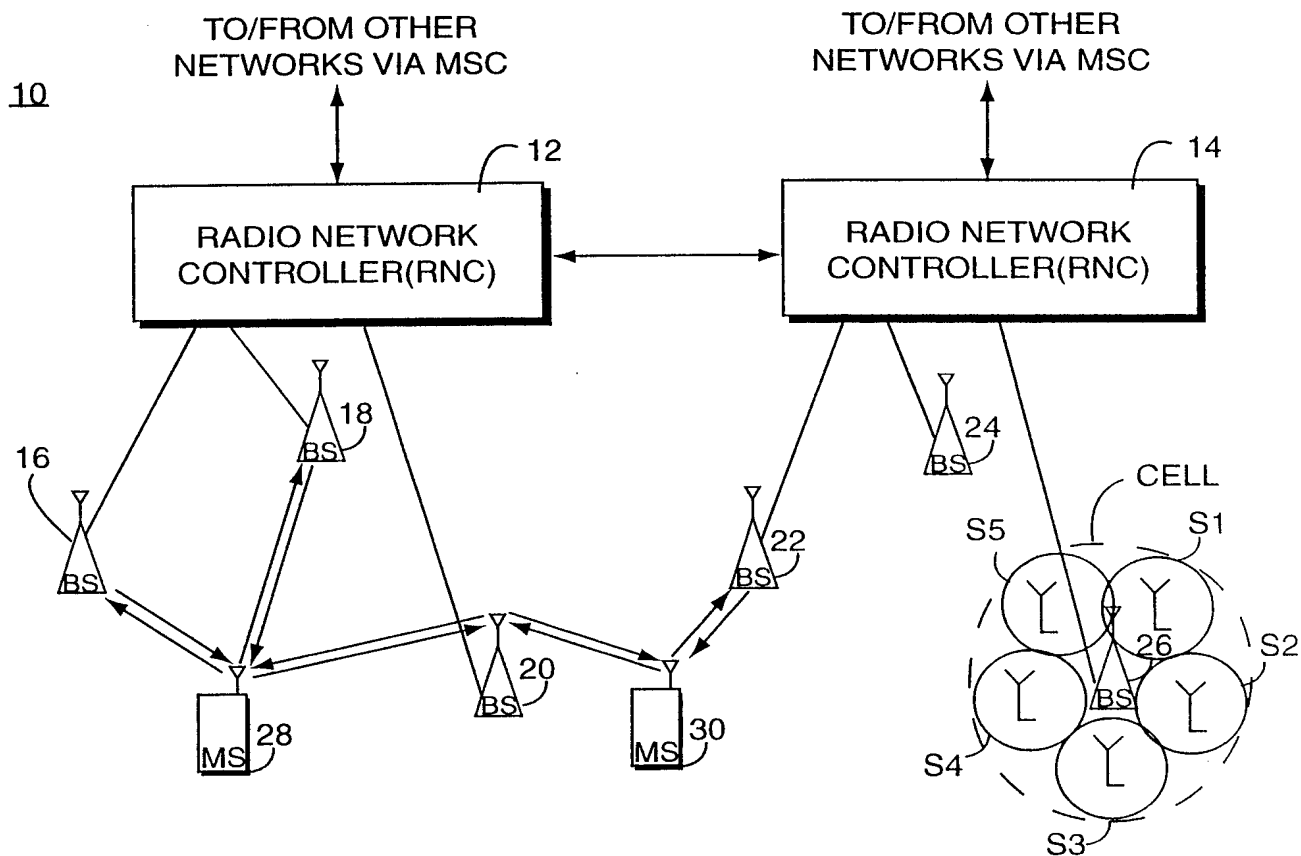 TO/FROM OTHER
NETWORKS VIA MSC
TO/FROM OTHER
NETWORKS VIA MSC
10
12
14
RADIO NETWORK
CONTROLLER(RNC)
RADIO NETWORK
CONTROLLER(RNC)
18
BS
24
BS
16
BS
22
BS
CELL
S5
S1
S2
S4
S3
26
BS
20
BS
28
MS
30
MS